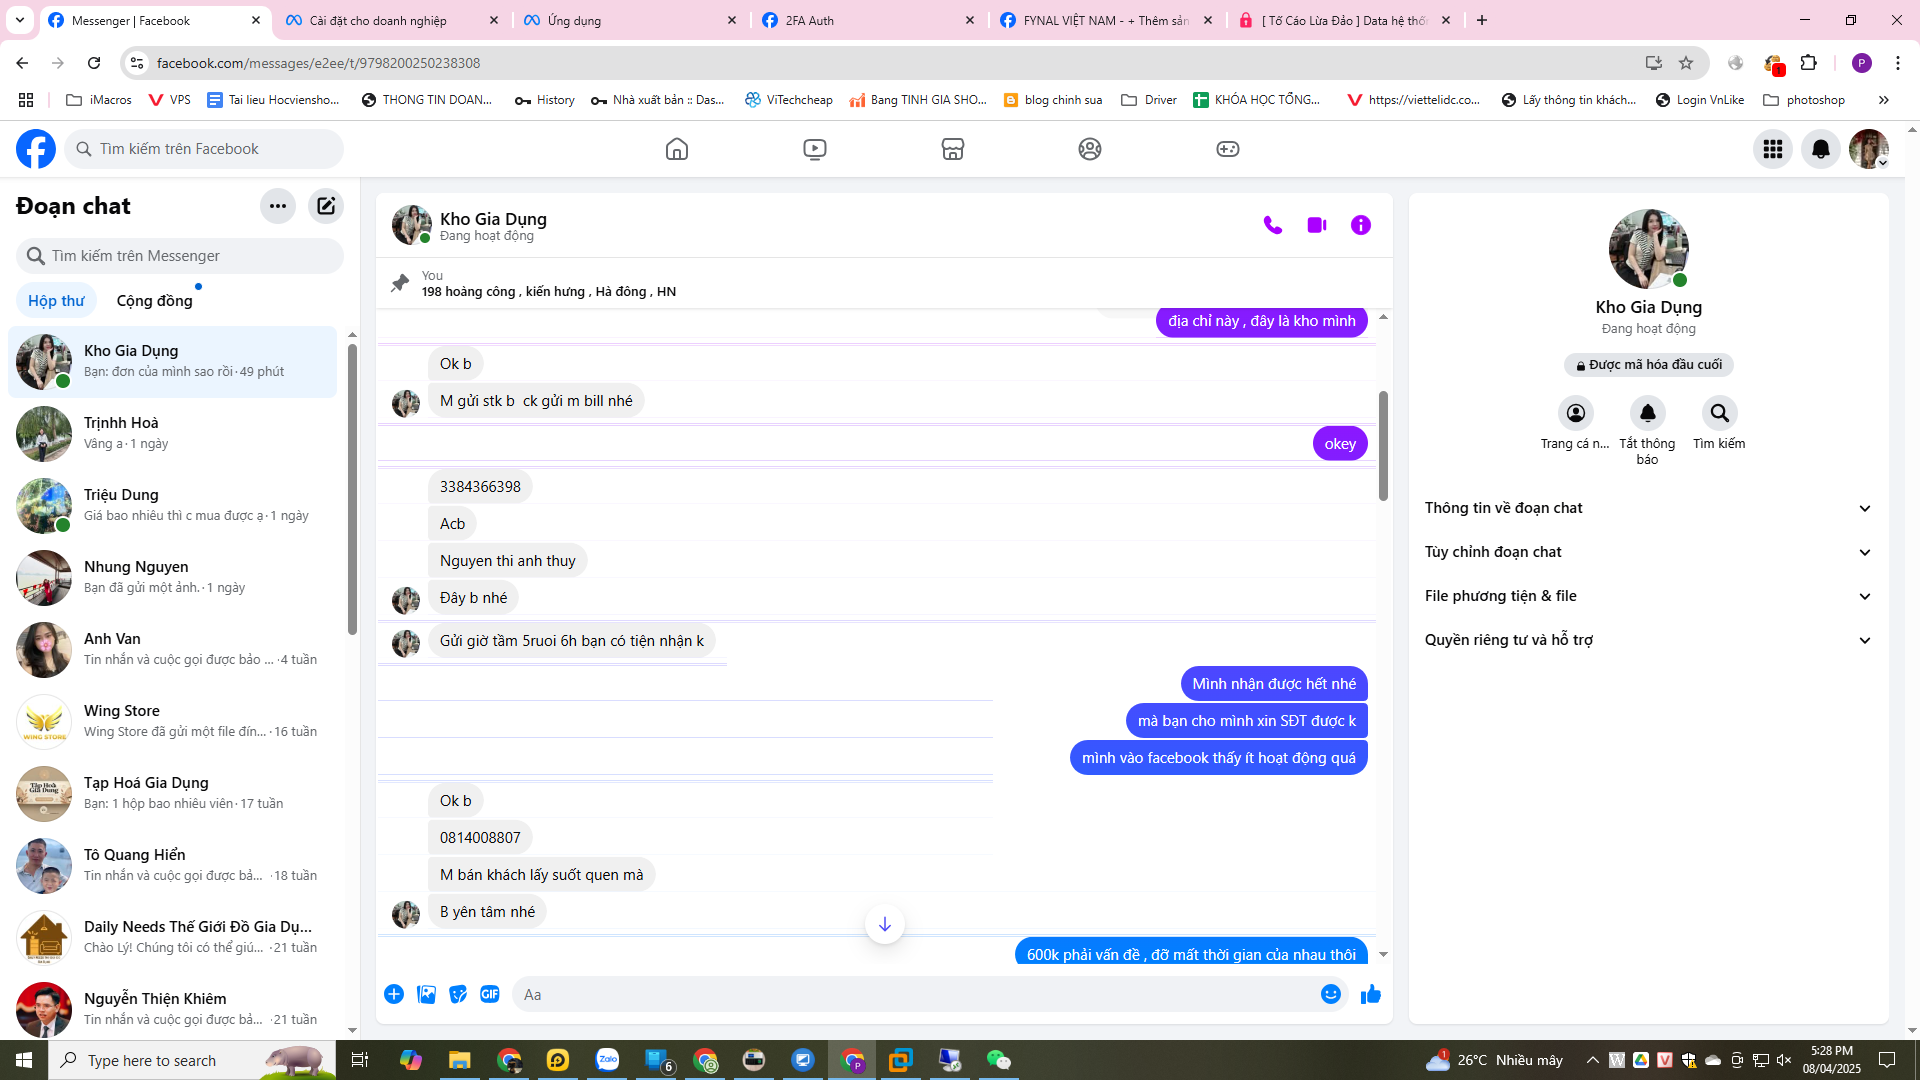 Messenger | Facebook
Cài đặt cho doanh nghiệp
Ứng dụng
2FA Auth
FYNAL VIỆT NAM - + Thêm sản
[ Tố Cáo Lừa Đảo ] Data hệ thốn
facebook.com/messages/e2ee/t/9798200250238308
1
P
iMacros
VPS
Tai lieu Hocviensho...
THONG TIN DOAN...
History
Nhà xuất bản :: Das...
ViTechcheap
Bang TINH GIA SHO...
blog chinh sua
Driver
KHÓA HỌC TỔNG...
https://viettelidc.co...
Lấy thông tin khách...
Login VnLike
photoshop
Tìm kiếm trên Facebook
Đoạn chat
Tìm kiếm trên Messenger
Hộp thư
Cộng đồng
Kho Gia Dụng
Bạn: đơn của mình sao rồi · 49 phút
Trịnhh Hoà
Vâng a · 1 ngày
Triệu Dung
Giá bao nhiêu thì c mua được ạ · 1 ngày
Nhung Nguyen
Bạn đã gửi một ảnh. · 1 ngày
Anh Van
Tin nhắn và cuộc gọi được bảo ... · 4 tuần
WING STORE
Wing Store
Wing Store đã gửi một file đín... · 16 tuần
Tạp Hoá Gia Dụng
Bạn: 1 hộp bao nhiêu viên · 17 tuần
Tô Quang Hiển
Tin nhắn và cuộc gọi được bả... · 18 tuần
Daily Needs Thế Giới Đồ Gia Dụ...
Chào Lý! Chúng tôi có thể giú... · 21 tuần
Nguyễn Thiện Khiêm
Tin nhắn và cuộc gọi được bả... · 21 tuần
Kho Gia Dụng
Đang hoạt động
You
198 hoàng công , kiến hưng , Hà đông , HN
địa chỉ này , đây là kho mình
Ok b
M gửi stk b ck gửi m bill nhé
okey
3384366398
Acb
Nguyen thi anh thuy
Đây b nhé
Gửi giờ tầm 5ruoi 6h bạn có tiện nhận k
Mình nhận được hết nhé
mà bạn cho mình xin SĐT được k
mình vào facebook thấy ít hoạt động quá
Ok b
0814008807
M bán khách lấy suốt quen mà
B yên tâm nhé
600k phải vấn đề , đỡ mất thời gian của nhau thôi
GIF
Aa
Kho Gia Dụng
Đang hoạt động
Được mã hóa đầu cuối
Trang cá n...
Tắt thông báo
Tìm kiếm
Thông tin về đoạn chat
Tùy chỉnh đoạn chat
File phương tiện & file
Quyền riêng tư và hỗ trợ
Type here to search
Zalo
6
P
1
26°C Nhiều mây
5:28 PM
08/04/2025